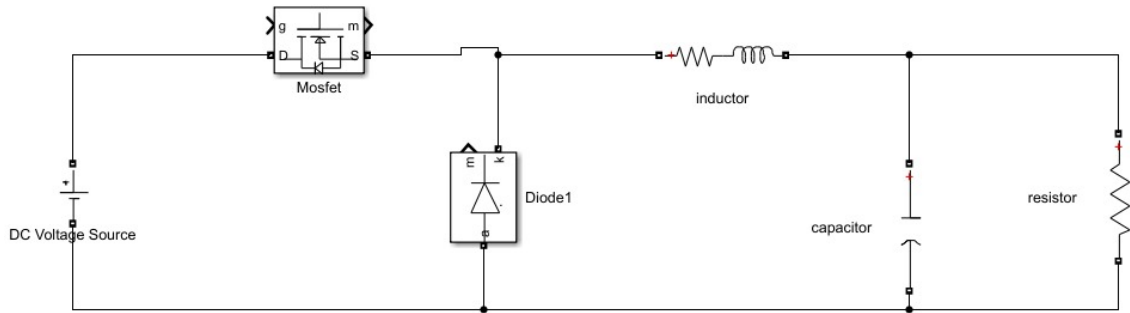 g
m
D
S
Mosfet
+
+
inductor
+
DC Voltage Source
m
k
a
Diode1
+
capacitor
+
resistor